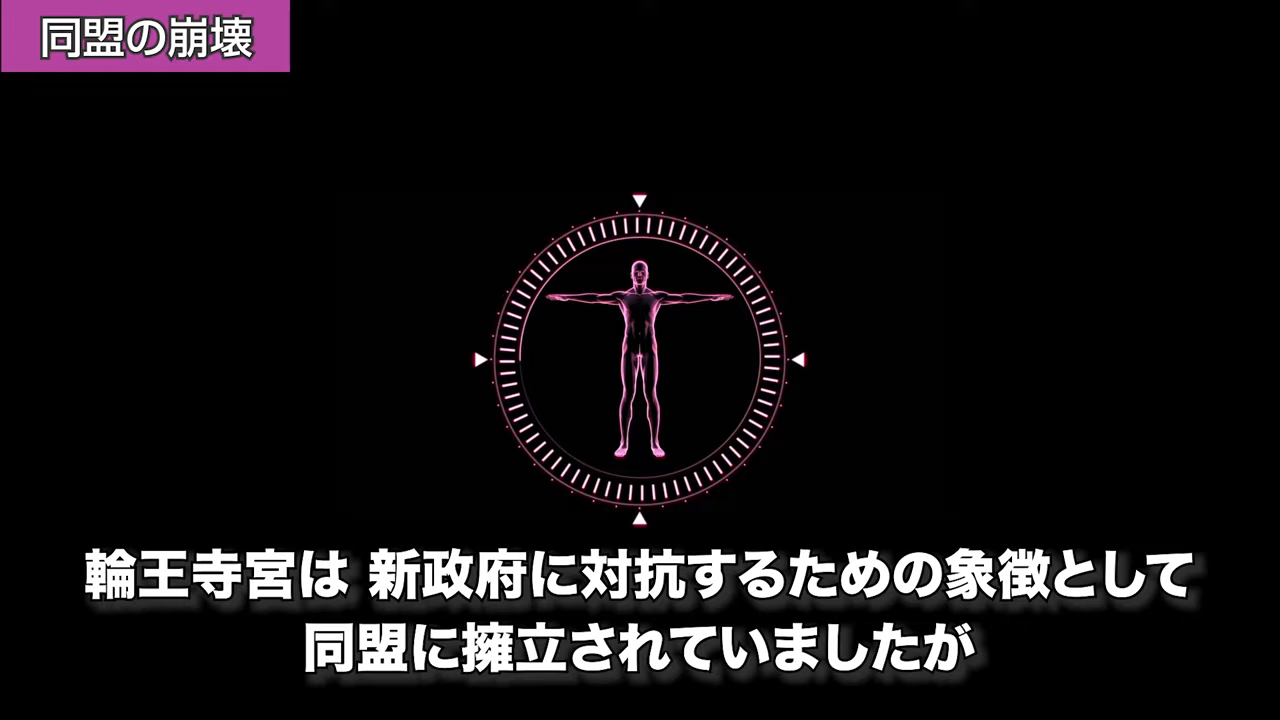 同盟の崩壊
輪王寺宮は 新政府に対抗するための象徴として
同盟に擁立されていましたが